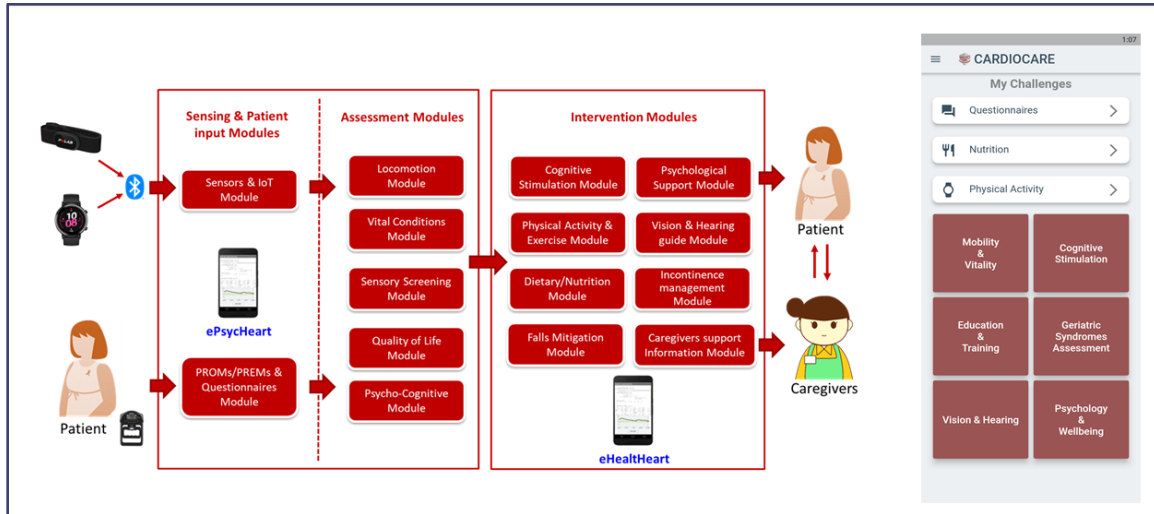 Sensing & Patient
input Modules
Assessment Modules
Intervention Modules
POLAR
10
08
Sensors & IoT
Module
ePsycHeart
PROMs/PREMs &
Questionnaires
Module
Patient
Locomotion
Module
Vital Conditions
Module
Sensory Screening
Module
Quality of Life
Module
Psycho-Cognitive
Module
Cognitive
Stimulation Module
Psychological
Support Module
Physical Activity &
Exercise Module
Vision & Hearing
guide Module
Dietary/Nutrition
Module
Incontinence
management
Module
Falls Mitigation
Module
Caregivers support
Information Module
eHealthHeart
Patient
Caregivers
1:07
CARDIOCARE
My Challenges
Questionnaires
Nutrition
Physical Activity
Mobility
&
Vitality
Cognitive
Stimulation
Education
&
Training
Geriatric
Syndromes
Assessment
Vision & Hearing
Psychology
&
Wellbeing